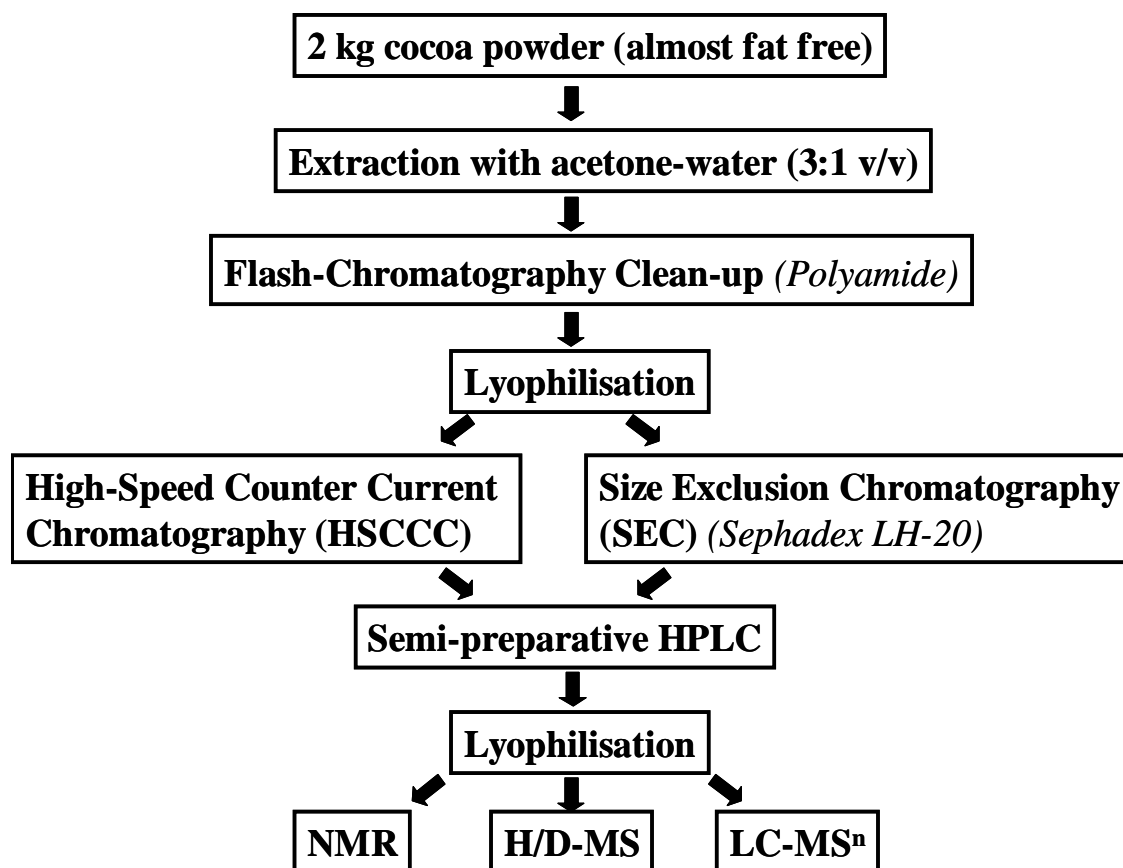 2 kg cocoa powder (almost fat free)
Extraction with acetone-water (3:1 v/v)
Flash-Chromatography Clean-up (Polyamide)
Lyophilisation
High-Speed Counter Current
Chromatography (HSCCC)
Size Exclusion Chromatography
(SEC) (Sephadex LH-20)
Semi-preparative HPLC
Lyophilisation
NMR
H/D-MS
LC-MSⁿ